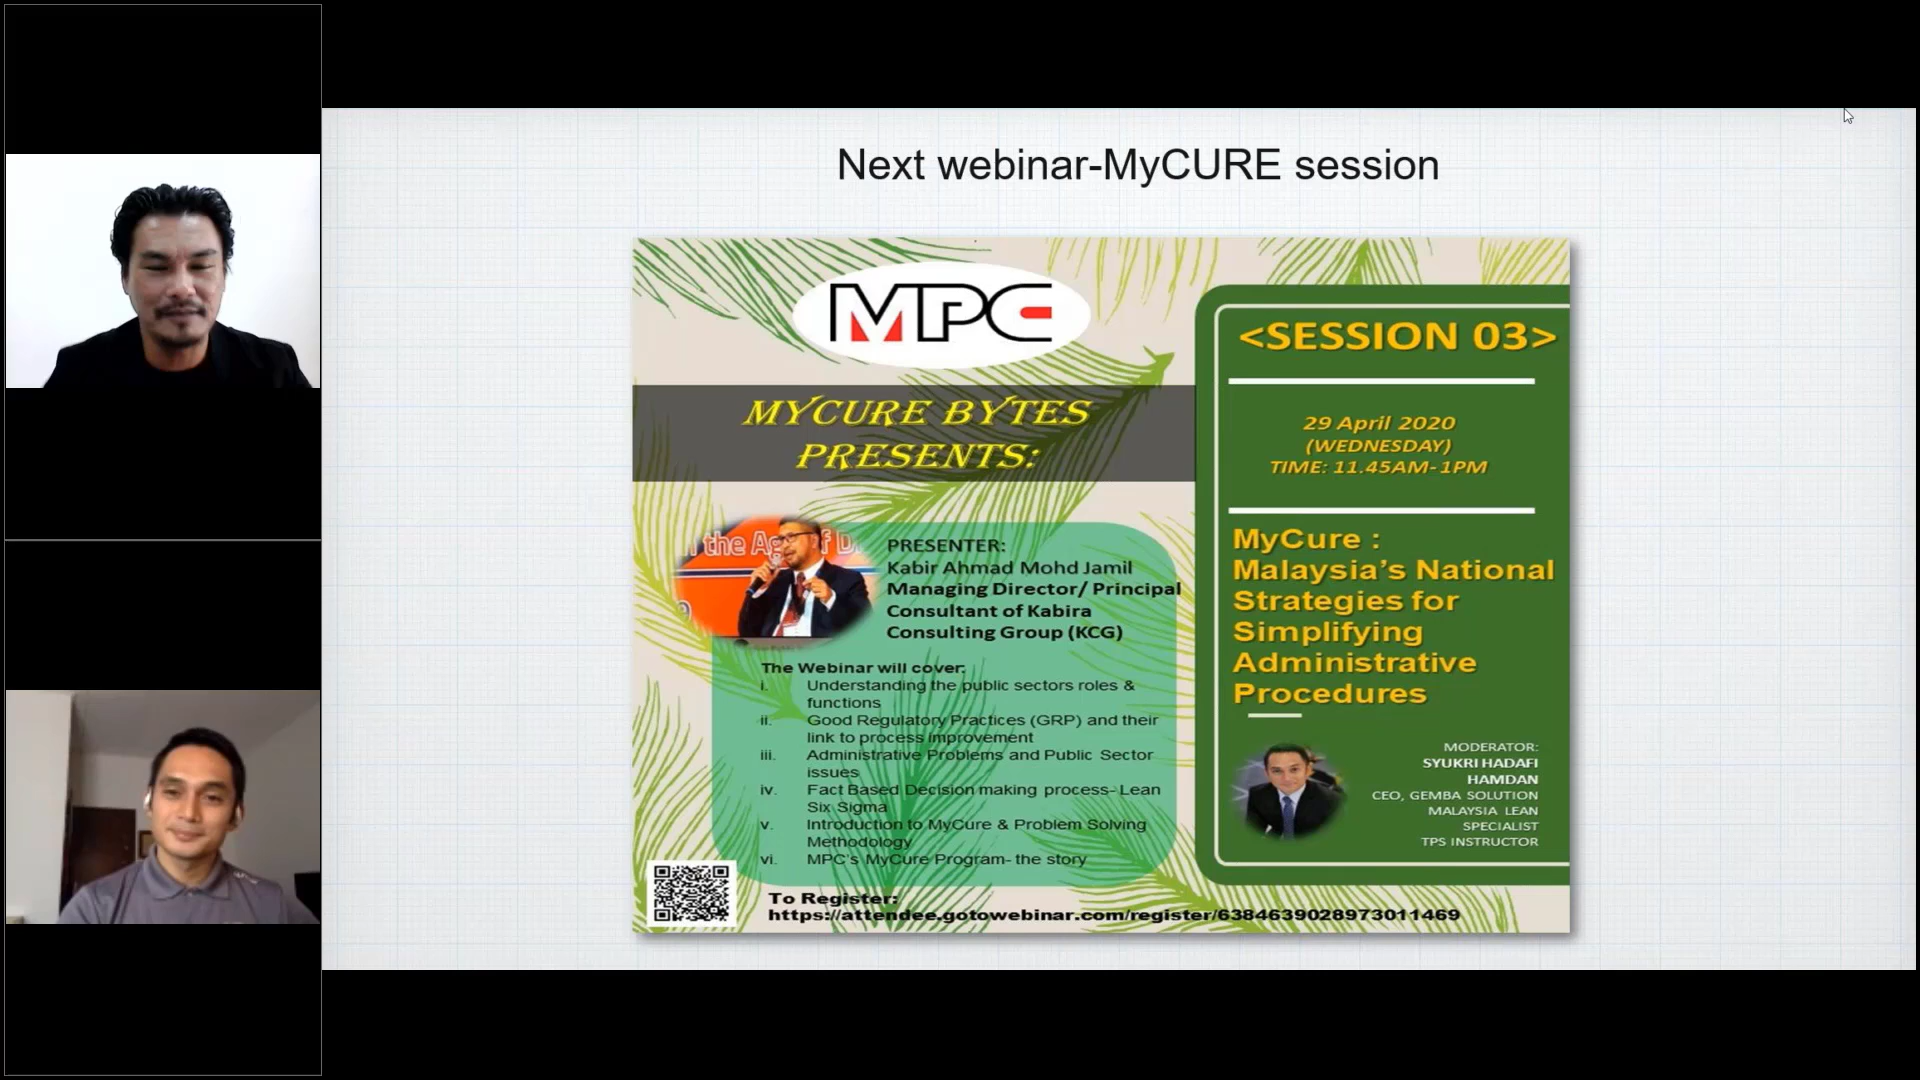 Next webinar-MyCURE session
MPC
MYCURE BYTES
PRESENTS:
PRESENTER:
Kabir Ahmad Mohd Jamil
Managing Director/ Principal
Consultant of Kabira
Consulting Group (KCG)
The Webinar will cover:
i. Understanding the public sectors roles &
functions
ii. Good Regulatory Practices (GRP) and their
link to process improvement
iii. Administrative Problems and Public Sector
issues
iv. Fact Based Decision making process- Lean
Six Sigma
v. Introduction to MyCure & Problem Solving
Methodology
vi. MPC's MyCure Program- the story
To Register:
https://attendee.gotowebinar.com/register/6384639028973011469
<SESSION 03>
29 April 2020
(WEDNESDAY)
TIME: 11.45AM-1PM
MyCure :
Malaysia's National
Strategies for
Simplifying
Administrative
Procedures
MODERATOR:
SYUKRI HADAFI
HAMDAN
CEO, GEMBA SOLUTION
MALAYSIA LEAN
SPECIALIST
TPS INSTRUCTOR